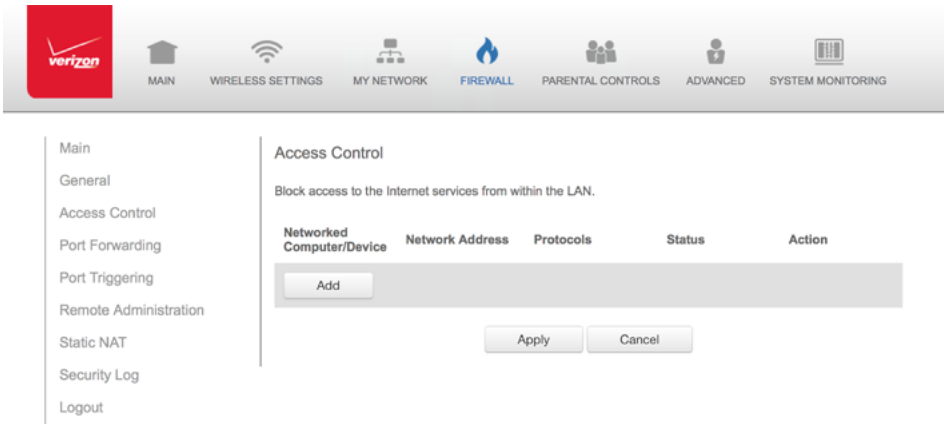 verizon
MAIN
WIRELESS SETTINGS
MY NETWORK
FIREWALL
PARENTAL CONTROLS
ADVANCED
SYSTEM MONITORING
Main
General
Access Control
Port Forwarding
Port Triggering
Remote Administration
Static NAT
Security Log
Logout
Access Control
Block access to the Internet services from within the LAN.
Networked
Computer/Device
Network Address
Protocols
Status
Action
Add
Apply
Cancel